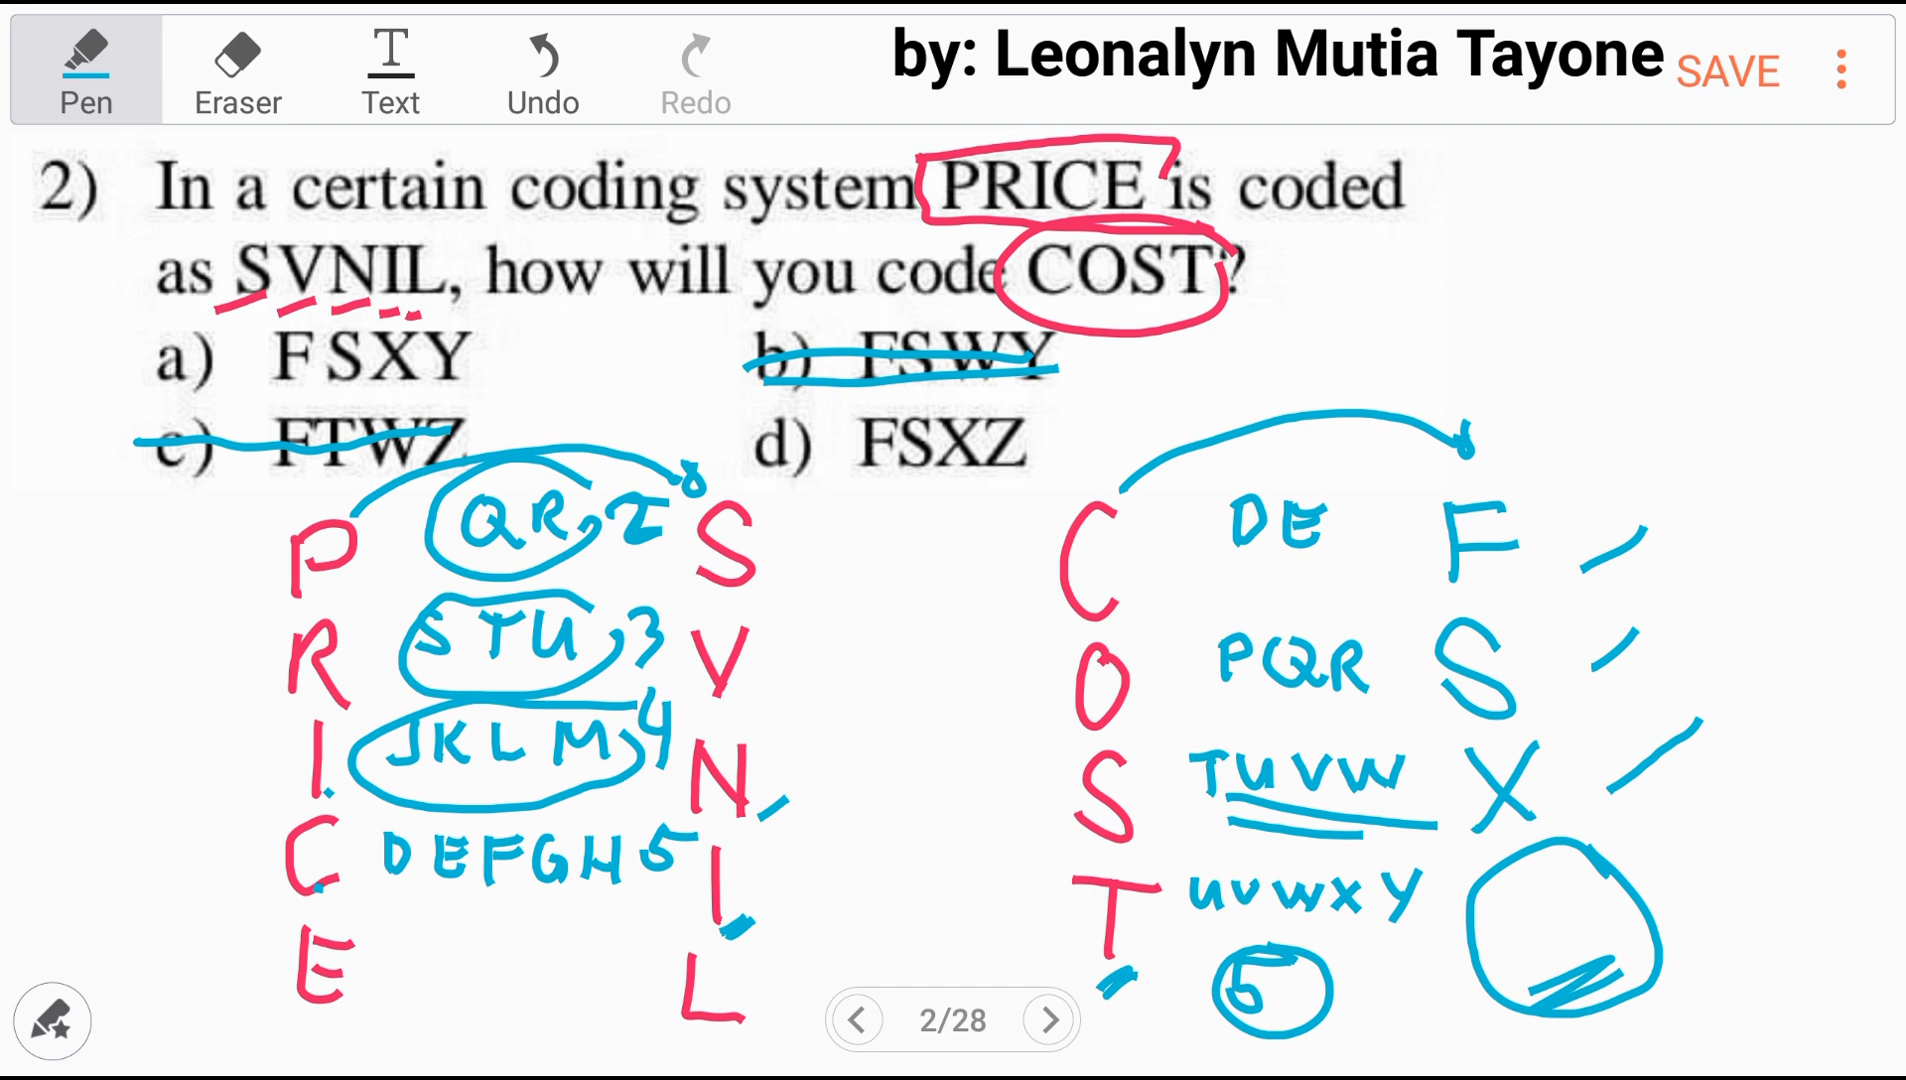 by: Leonalyn Mutia Tayone
Pen Eraser Text Undo Redo SAVE
2) In a certain coding system PRICE is coded
as SVNIL, how will you code COST?
a) FSXY b) FSWY
c) FTWZ d) FSXZ
P QR, 2 S C DE F
R STU, 3 V O PQR S
I JKLM, 4 N S TUVW X
C DEFGH 5 I T UVWXY
E L 5
2/28